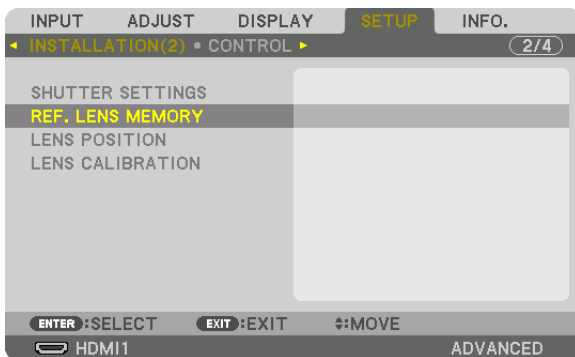 INPUT ADJUST DISPLAY SETUP INFO.
INSTALLATION(2) • CONTROL 2/4
SHUTTER SETTINGS
REF. LENS MEMORY
LENS POSITION
LENS CALIBRATION
ENTER :SELECT EXIT :EXIT :MOVE
HDMI1 ADVANCED